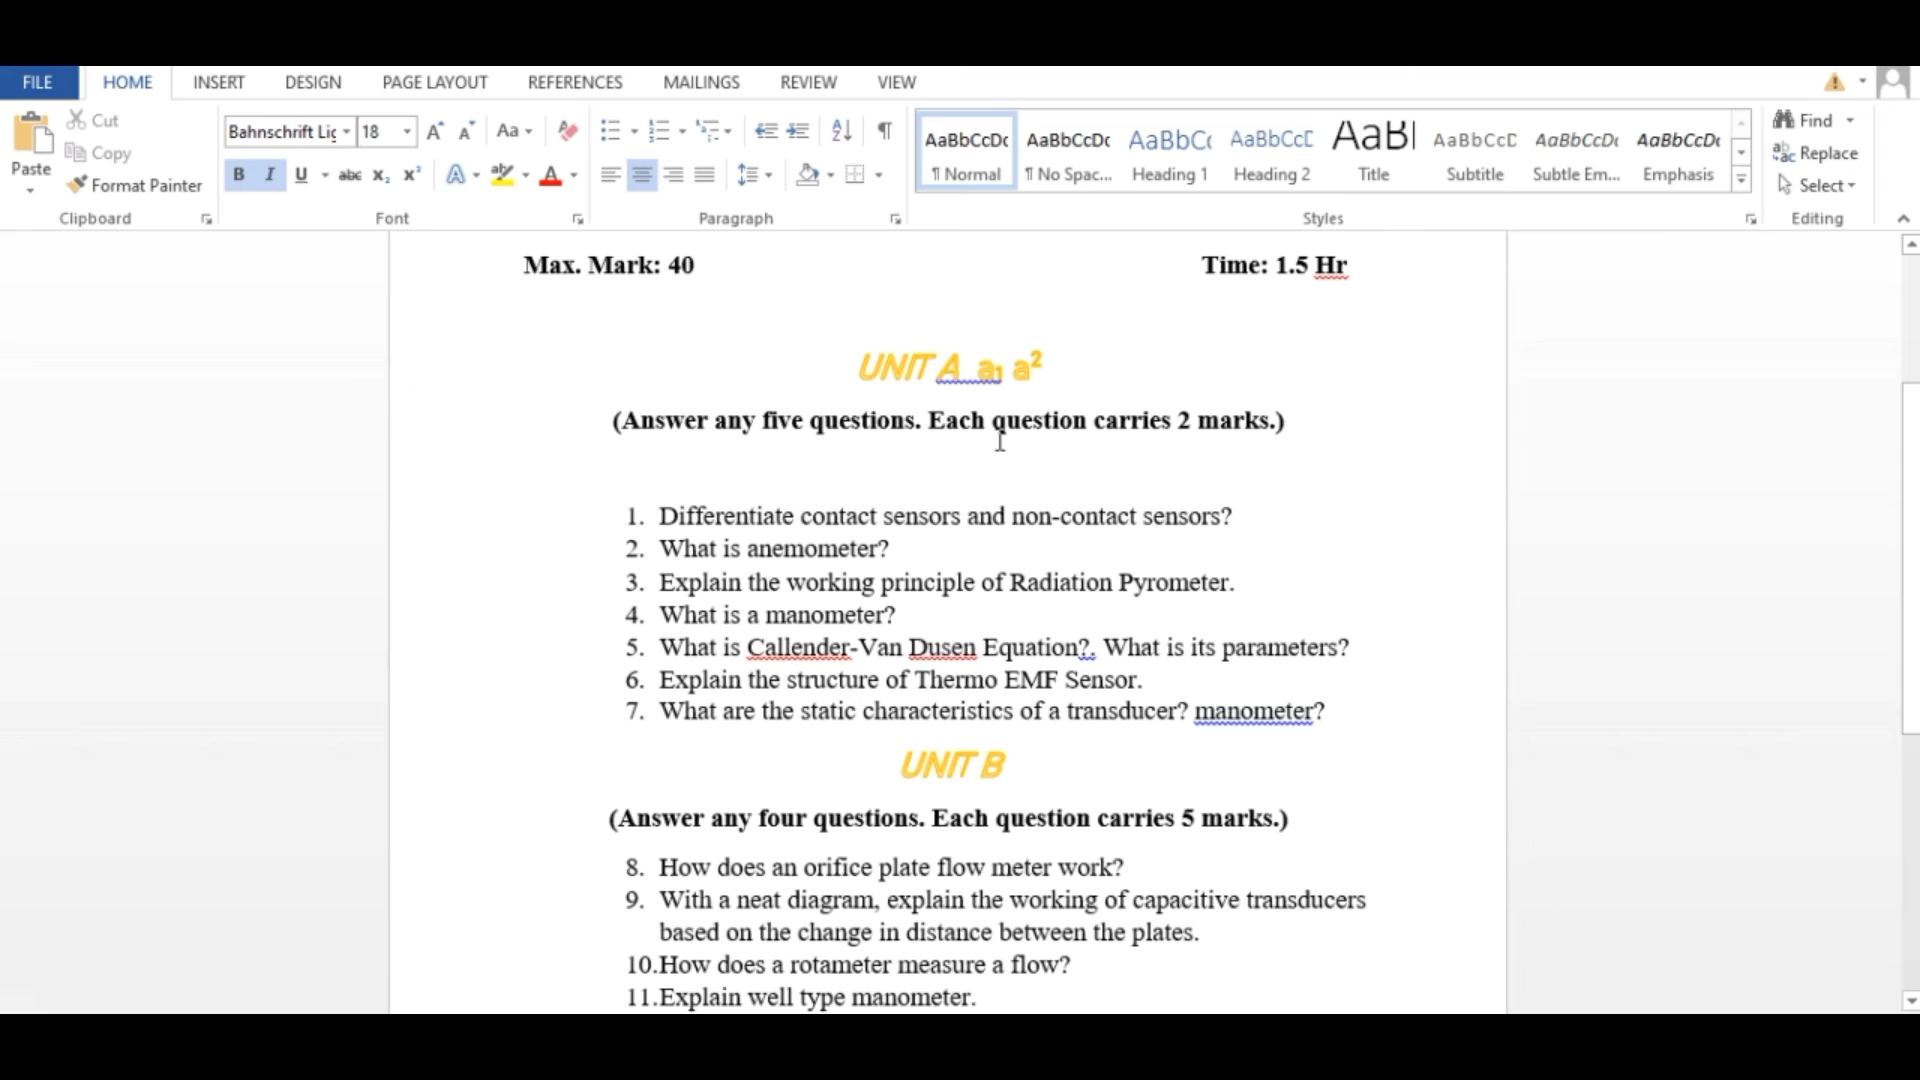 FILE HOME INSERT DESIGN PAGE LAYOUT REFERENCES MAILINGS REVIEW VIEW
Paste Cut
Copy
Format Painter
Clipboard
Bahnschrift Lig 18 Aa
B I U abc x₂ x² A ab A
Font
Paragraph
AaBbCcDc AaBbCcDc AaBbCc AaBbCcD AaBl AaBbCcD AaBbCcDc AaBbCcDc
¶ Normal ¶ No Spac... Heading 1 Heading 2 Title Subtitle Subtle Em... Emphasis
Styles
Find
Replace
Select
Editing
Max. Mark: 40 Time: 1.5 Hr
UNIT A a₁ a²
(Answer any five questions. Each question carries 2 marks.)
1. Differentiate contact sensors and non-contact sensors?
2. What is anemometer?
3. Explain the working principle of Radiation Pyrometer.
4. What is a manometer?
5. What is Callender-Van Dusen Equation?. What is its parameters?
6. Explain the structure of Thermo EMF Sensor.
7. What are the static characteristics of a transducer? manometer?
UNIT B
(Answer any four questions. Each question carries 5 marks.)
8. How does an orifice plate flow meter work?
9. With a neat diagram, explain the working of capacitive transducers
based on the change in distance between the plates.
10.How does a rotameter measure a flow?
11.Explain well type manometer.